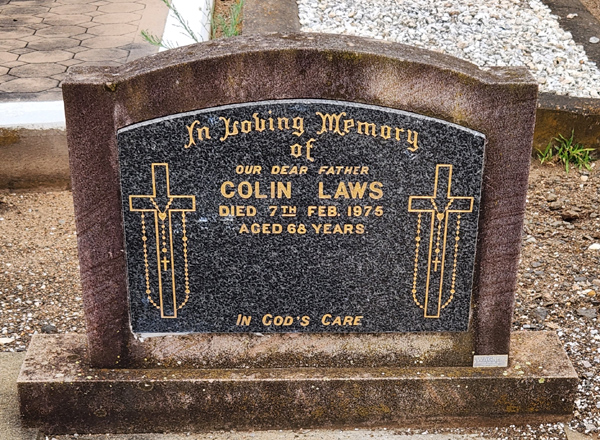 In Loving Memory
of
OUR DEAR FATHER
COLIN LAWS
DIED 7TH FEB. 1975
AGED 68 YEARS.
IN GOD'S CARE